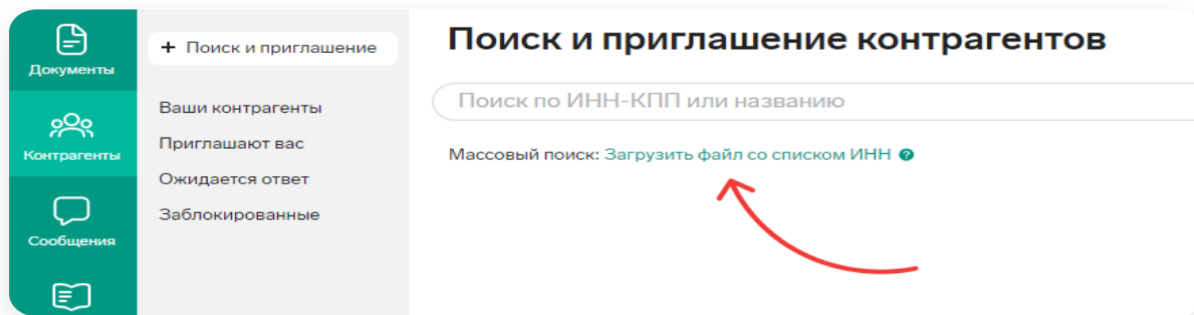 Документы
Контрагенты
Сообщения
+ Поиск и приглашение
Ваши контрагенты
Приглашают вас
Ожидается ответ
Заблокированные
Поиск и приглашение контрагентов
Поиск по ИНН-КПП или названию
Массовый поиск: Загрузить файл со списком ИНН ?